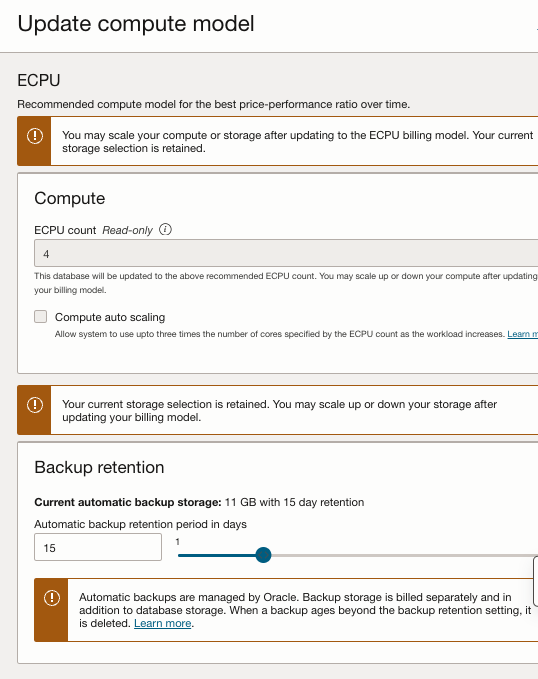 Update compute model
ECPU
Recommended compute model for the best price-performance ratio over time.
You may scale your compute or storage after updating to the ECPU billing model. Your current
storage selection is retained.
Compute
ECPU count Read-only
4
This database will be updated to the above recommended ECPU count. You may scale up or down your compute after updating
your billing model.
Compute auto scaling
Allow system to use upto three times the number of cores specified by the ECPU count as the workload increases. Learn m
Your current storage selection is retained. You may scale up or down your storage after
updating your billing model.
Backup retention
Current automatic backup storage: 11 GB with 15 day retention
Automatic backup retention period in days
15
1
Automatic backups are managed by Oracle. Backup storage is billed separately and in
addition to database storage. When a backup ages beyond the backup retention setting, it
is deleted. Learn more.